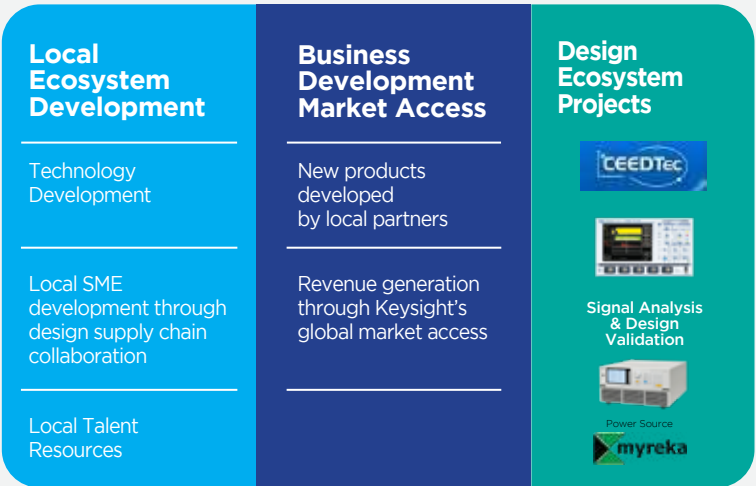 Local
Ecosystem
Development
Technology
Development
Local SME
development through
design supply chain
collaboration
Local Talent
Resources
Business
Development
Market Access
New products
developed
by local partners
Revenue generation
through Keysight's
global market access
Design
Ecosystem
Projects
CEEDTec
Signal Analysis
& Design
Validation
Power Source
myreka